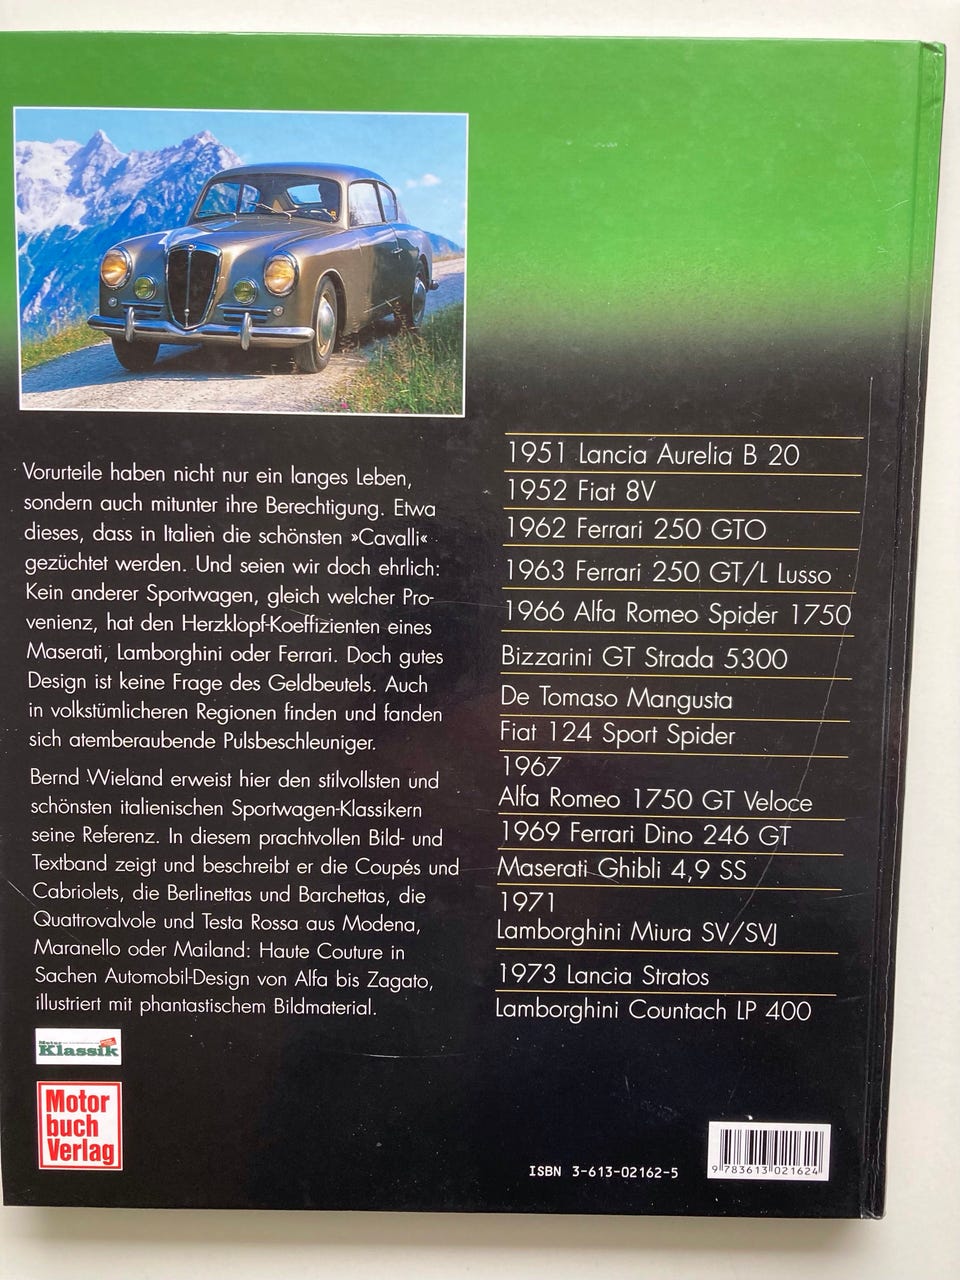 Vorurteile haben nicht nur ein langes Leben,
sondern auch mitunter ihre Berechtigung. Etwa
dieses, dass in Italien die schönsten »Cavalli«
gezüchtet werden. Und seien wir doch ehrlich:
Kein anderer Sportwagen, gleich welcher Pro-
venienz, hat den Herzklopf-Koeffizienten eines
Maserati, Lamborghini oder Ferrari. Doch gutes
Design ist keine Frage des Geldbeutels. Auch
in volkstümlicheren Regionen finden und fanden
sich atemberaubende Pulsbeschleuniger.
Bernd Wieland erweist hier den stilvollsten und
schönsten italienischen Sportwagen-Klassikern
seine Referenz. In diesem prachtvollen Bild- und
Textband zeigt und beschreibt er die Coupés und
Cabriolets, die Berlinettas und Barchettas, die
Quattrovalvole und Testa Rossa aus Modena,
Maranello oder Mailand: Haute Couture in
Sachen Automobil-Design von Alfa bis Zagato,
illustriert mit phantastischem Bildmaterial.
1951 Lancia Aurelia B 20
1952 Fiat 8V
1962 Ferrari 250 GTO
1963 Ferrari 250 GT/L Lusso
1966 Alfa Romeo Spider 1750
Bizzarini GT Strada 5300
De Tomaso Mangusta
Fiat 124 Sport Spider
1967
Alfa Romeo 1750 GT Veloce
1969 Ferrari Dino 246 GT
Maserati Ghibli 4,9 SS
1971
Lamborghini Miura SV/SVJ
1973 Lancia Stratos
Lamborghini Countach LP 400
Motor
Klassik
Motor
buch
Verlag
ISBN 3-613-02162-5
9 783613 021624